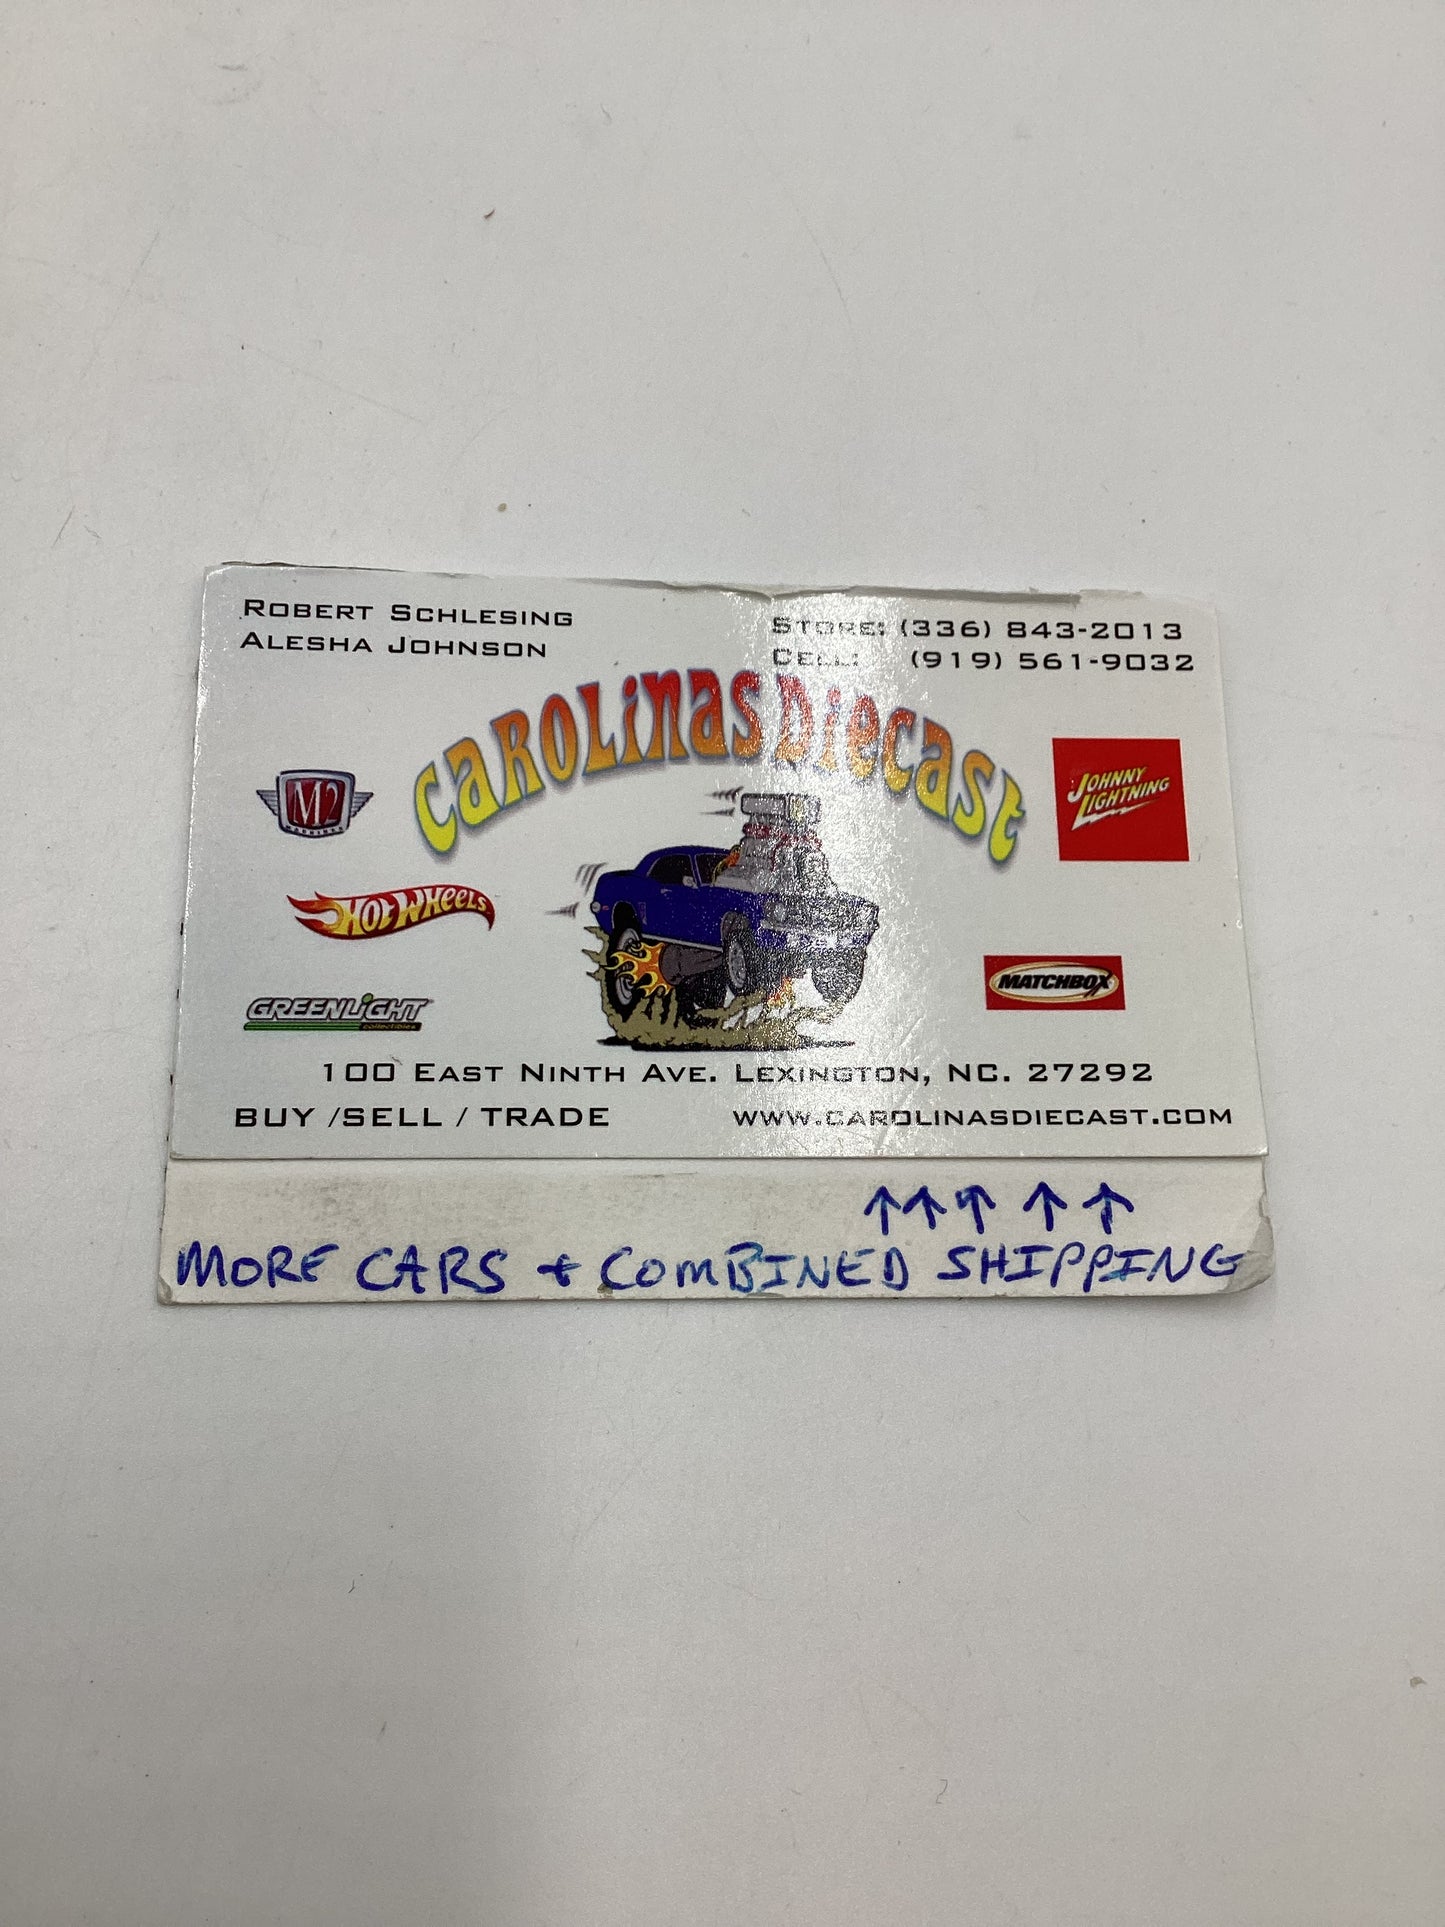 ROBERT SCHLESING
ALESHA JOHNSON
STORE: (336) 843-2013
CELL: (919) 561-9032
CAROLINAS DIECAST
M2
MACHINES
JOHNNY
LIGHTNING
HOT WHEELS
GREENLIGHT
collectibles
MATCHBOX
100 EAST NINTH AVE. LEXINGTON, NC. 27292
BUY /SELL / TRADE
WWW.CAROLINASDIECAST.COM
↑↑↑↑↑
MORE CARS + COMBINED SHIPPING